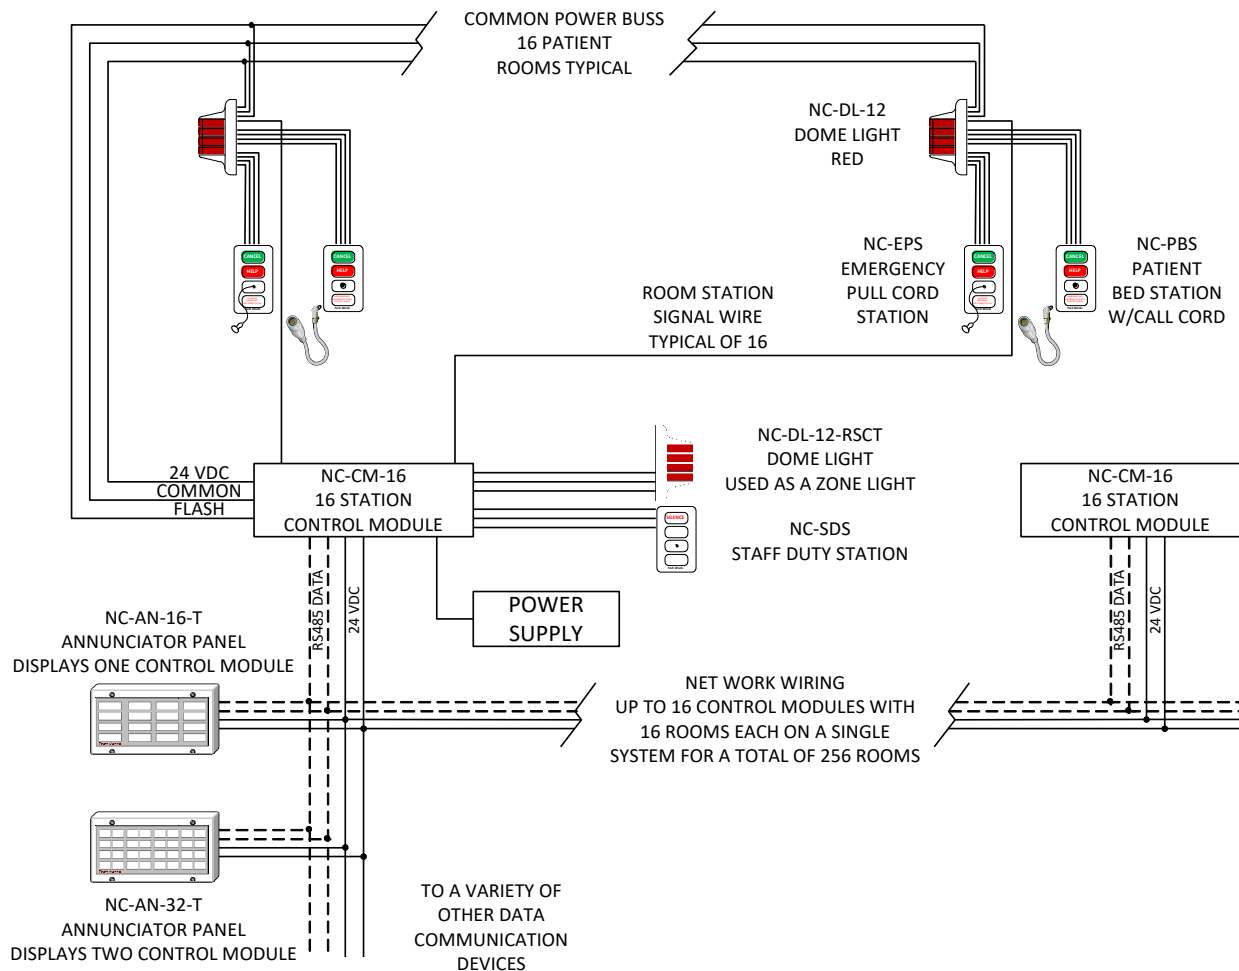 COMMON POWER BUSS
16 PATIENT
ROOMS TYPICAL
NC-DL-12
DOME LIGHT
RED
NC-EPS
EMERGENCY
PULL CORD
STATION
NC-PBS
PATIENT
BED STATION
W/CALL CORD
CANCEL
HELP
CANCEL
HELP
CANCEL
HELP
CANCEL
HELP
ROOM STATION
SIGNAL WIRE
TYPICAL OF 16
24 VDC
COMMON
FLASH
NC-CM-16
16 STATION
CONTROL MODULE
NC-DL-12-RSCT
DOME LIGHT
USED AS A ZONE LIGHT
SILENCE
NC-SDS
STAFF DUTY STATION
NC-CM-16
16 STATION
CONTROL MODULE
RS485 DATA
24 VDC
POWER
SUPPLY
RS485 DATA
24 VDC
NC-AN-16-T
ANNUNCIATOR PANEL
DISPLAYS ONE CONTROL MODULE
NET WORK WIRING
UP TO 16 CONTROL MODULES WITH
16 ROOMS EACH ON A SINGLE
SYSTEM FOR A TOTAL OF 256 ROOMS
NC-AN-32-T
ANNUNCIATOR PANEL
DISPLAYS TWO CONTROL MODULE
TO A VARIETY OF
OTHER DATA
COMMUNICATION
DEVICES